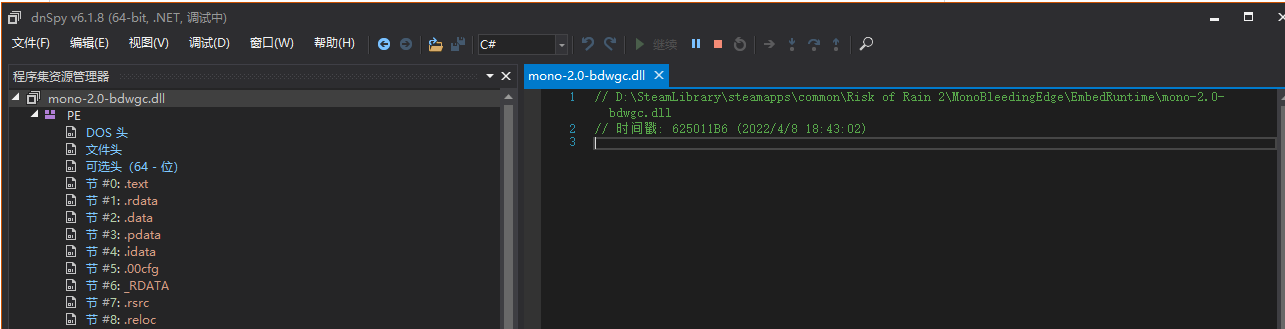 dnSpy v6.1.8 (64-bit, .NET, 调试中)
文件(F) 编辑(E) 视图(V) 调试(D) 窗口(W) 帮助(H) C# 继续
程序集资源管理器
mono-2.0-bdwgc.dll
PE
DOS 头
文件头
可选头 (64 - 位)
节 #0: .text
节 #1: .rdata
节 #2: .data
节 #3: .pdata
节 #4: .idata
节 #5: .00cfg
节 #6: _RDATA
节 #7: .rsrc
节 #8: .reloc
mono-2.0-bdwgc.dll
1 // D:\SteamLibrary\steamapps\common\Risk of Rain 2\MonoBleedingEdge\EmbedRuntime\mono-2.0-
bdwgc.dll
2 // 时间戳: 625011B6 (2022/4/8 18:43:02)
3